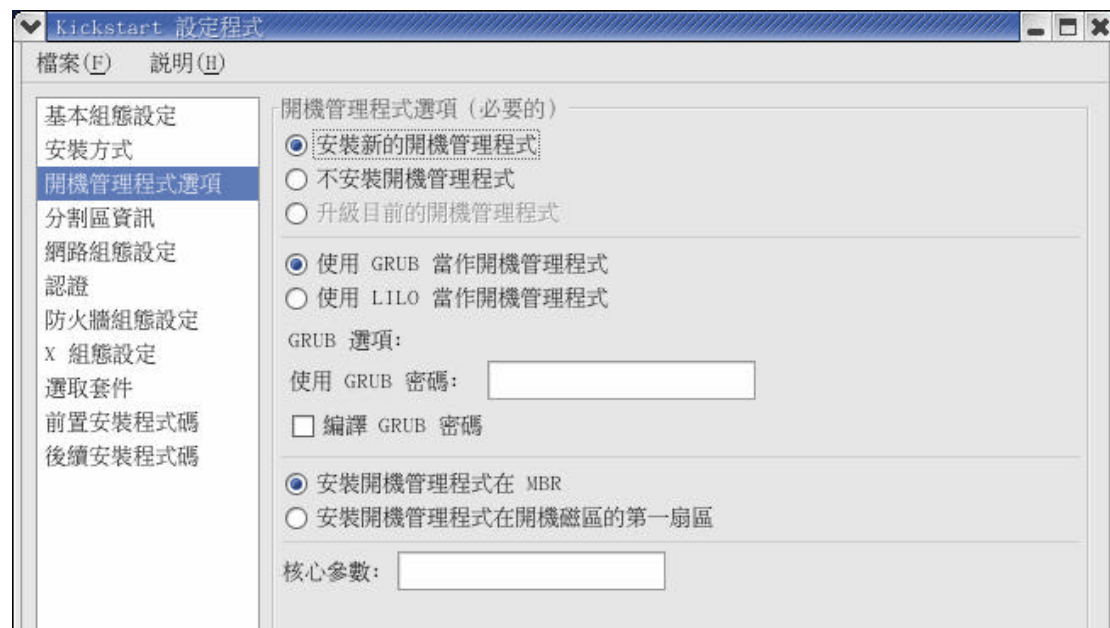 Kickstart 設定程式
檔案(F) 說明(H)
基本組態設定
安裝方式
開機管理程式選項
分割區資訊
網路組態設定
認證
防火牆組態設定
X 組態設定
選取套件
前置安裝程式碼
後續安裝程式碼
開機管理程式選項 (必要的)
安裝新的開機管理程式
不安裝開機管理程式
升級目前的開機管理程式
使用 GRUB 當作開機管理程式
使用 LILO 當作開機管理程式
GRUB 選項:
使用 GRUB 密碼:
編譯 GRUB 密碼
安裝開機管理程式在 MBR
安裝開機管理程式在開機磁區的第一扇區
核心參數: